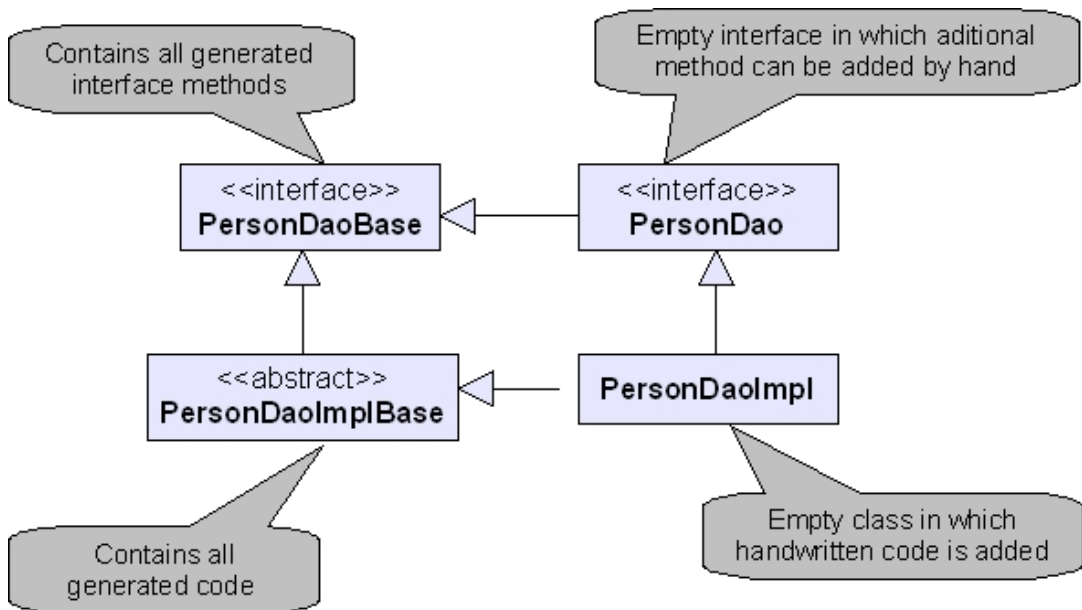 Contains all generated
interface methods
Empty interface in which aditional
method can be added by hand
<<interface>>
PersonDaoBase
<<interface>>
PersonDao
<<abstract>>
PersonDaoImplBase
PersonDaoImpl
Contains all
generated code
Empty class in which
handwritten code is added